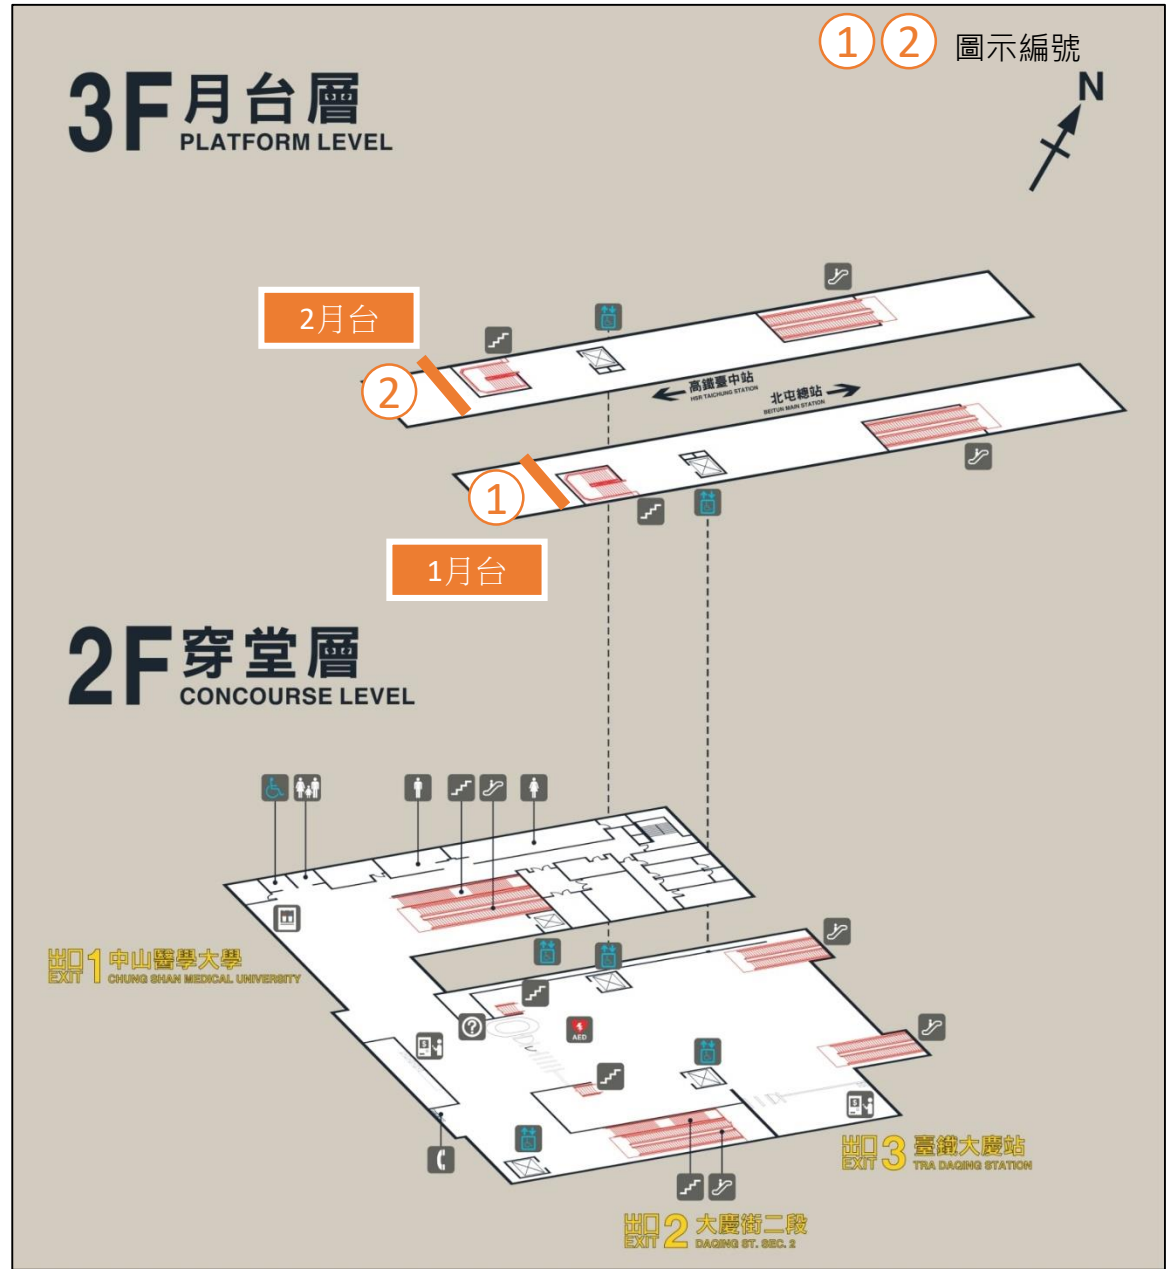 1 2 圖示編號
3F 月台層
PLATFORM LEVEL
N
2月台
2
高鐵臺中站
HSR TAICHUNG STATION
北屯總站
BEITUN MAIN STATION
1
1月台
2F 穿堂層
CONCOURSE LEVEL
出口 EXIT 1 中山醫學大學
CHUNG SHAN MEDICAL UNIVERSITY
?
AED
$
$
出口 EXIT 3 臺鐵大慶站
TRA DAQING STATION
出口 EXIT 2 大慶街二段
DAQING ST. SEC. 2